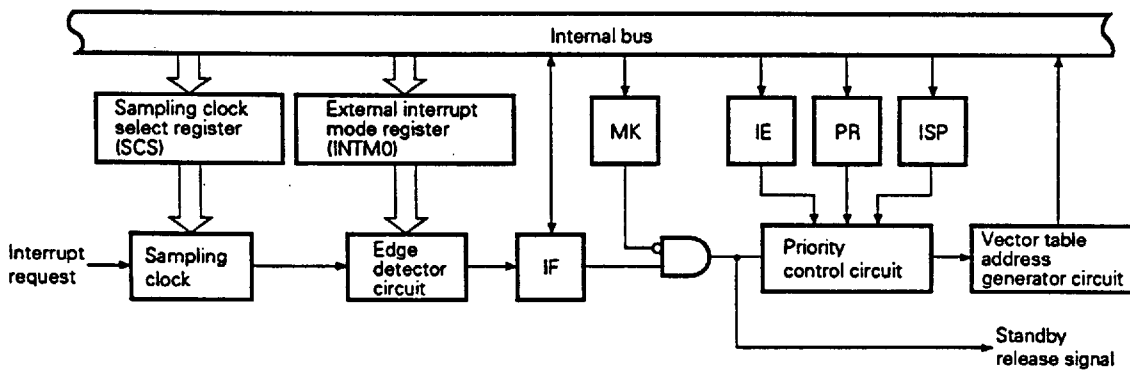 Internal bus
Sampling clock
select register
(SCS)
External interrupt
mode register
(INTM0)
MK
IE
PR
ISP
Interrupt
request
Sampling
clock
Edge
detector
circuit
IF
Priority
control circuit
Vector table
address
generator circuit
Standby
release signal